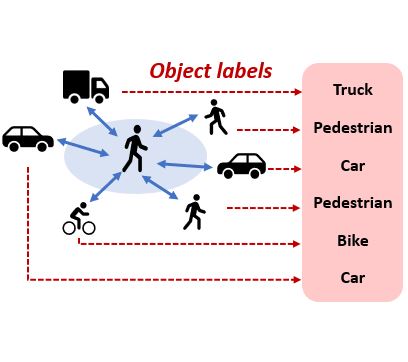 Object labels
Truck
Pedestrian
Car
Pedestrian
Bike
Car